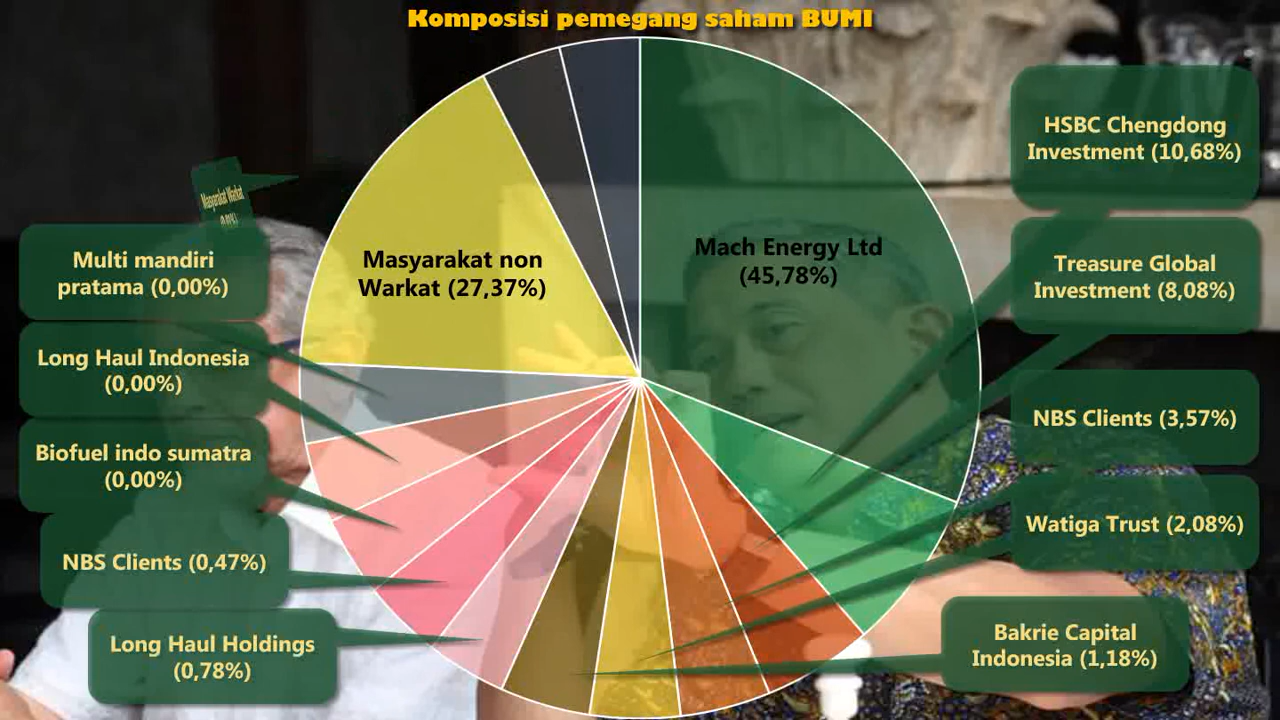 Komposisi pemegang saham BUMI
HSBC Chengdong
Investment (10,68%)
Masyarakat Warkat
Multi mandiri
pratama (0,00%)
Masyarakat non
Warkat (27,37%)
Mach Energy Ltd
(45,78%)
Treasure Global
Investment (8,08%)
Long Haul Indonesia
(0,00%)
NBS Clients (3,57%)
Biofuel indo sumatra
(0,00%)
Watiga Trust (2,08%)
NBS Clients (0,47%)
Long Haul Holdings
(0,78%)
Bakrie Capital
Indonesia (1,18%)